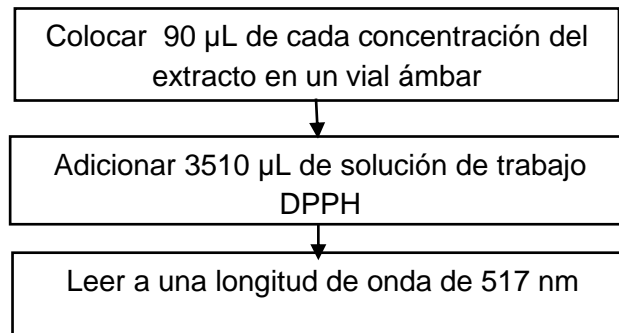 Colocar 90 µL de cada concentración del
extracto en un vial ámbar
Adicionar 3510 µL de solución de trabajo
DPPH
Leer a una longitud de onda de 517 nm